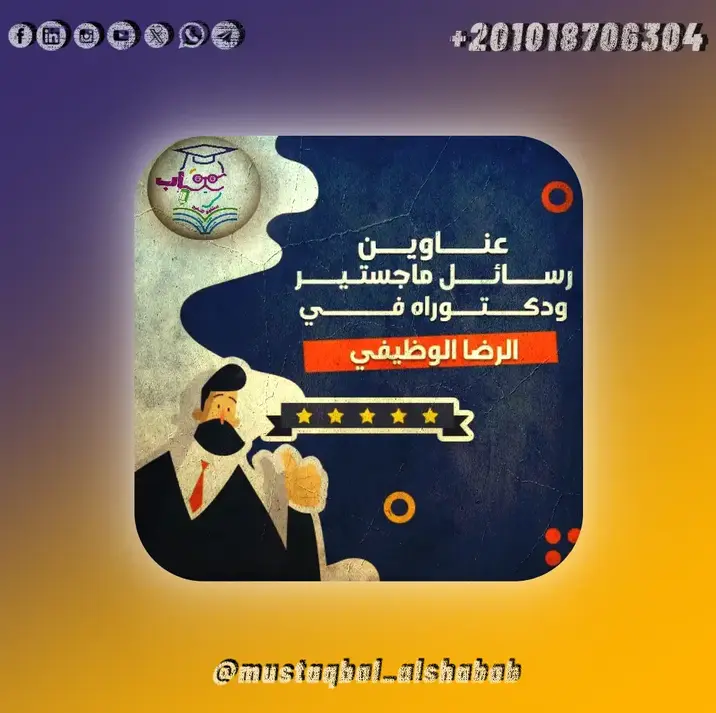 +201018706304
عناوين
رسائل ماجستير
ودكتوراه في
الرضا الوظيفي
@mustaqbal_alshabab